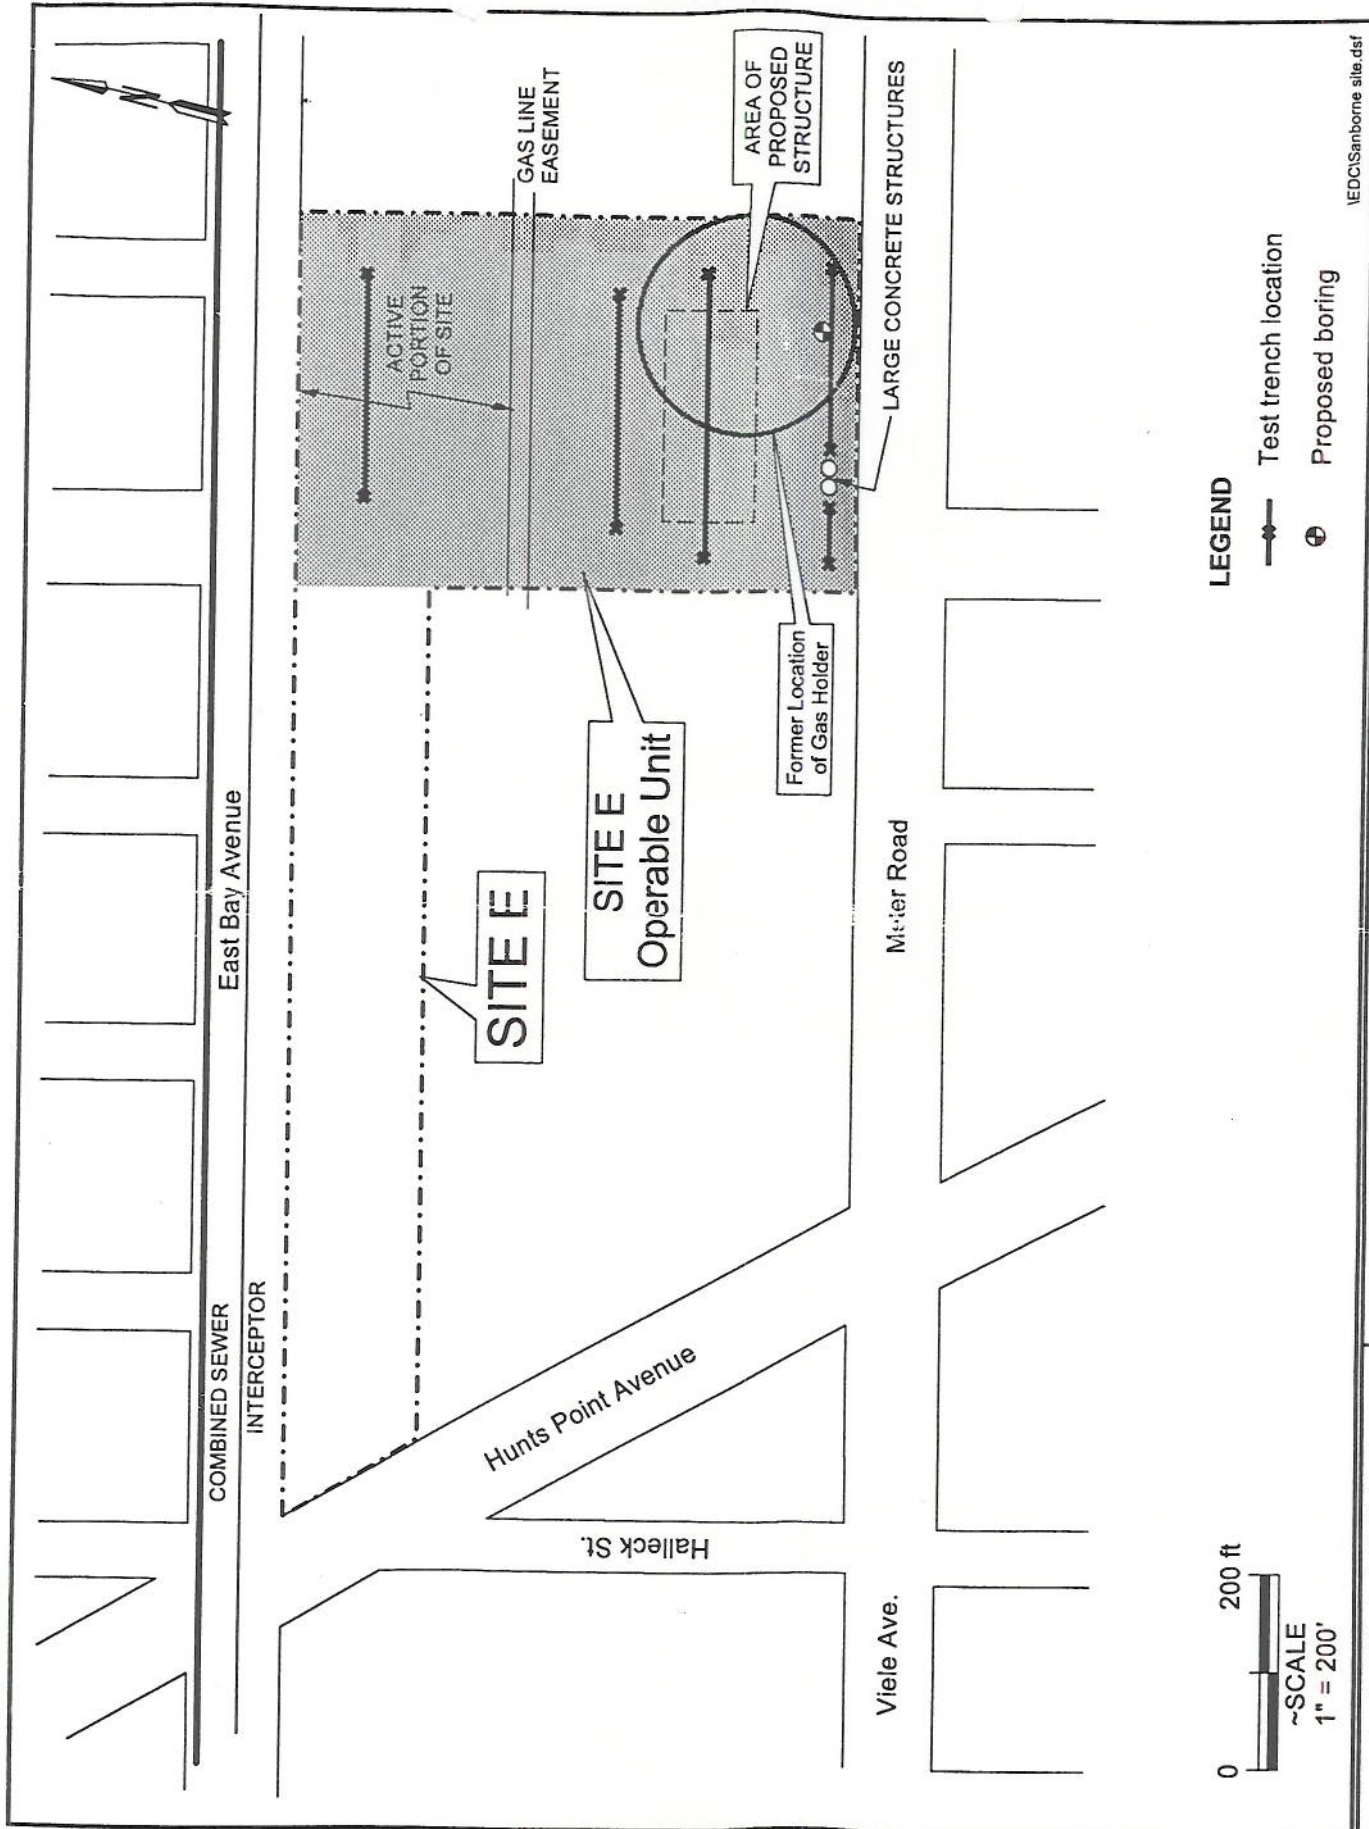 N
COMBINED SEWER
East Bay Avenue
INTERCEPTOR
ACTIVE
PORTION
OF SITE
GAS LINE
EASEMENT
SITE E
SITE E
Operable Unit
Hunts Point Avenue
Halleck St.
AREA OF
PROPOSED
STRUCTURE
Former Location
of Gas Holder
Viele Ave.
Meter Road
LARGE CONCRETE STRUCTURES
LEGEND
Test trench location
Proposed boring
0 200 ft
~SCALE
1" = 200'
\EDC\Sanborne site.dsf